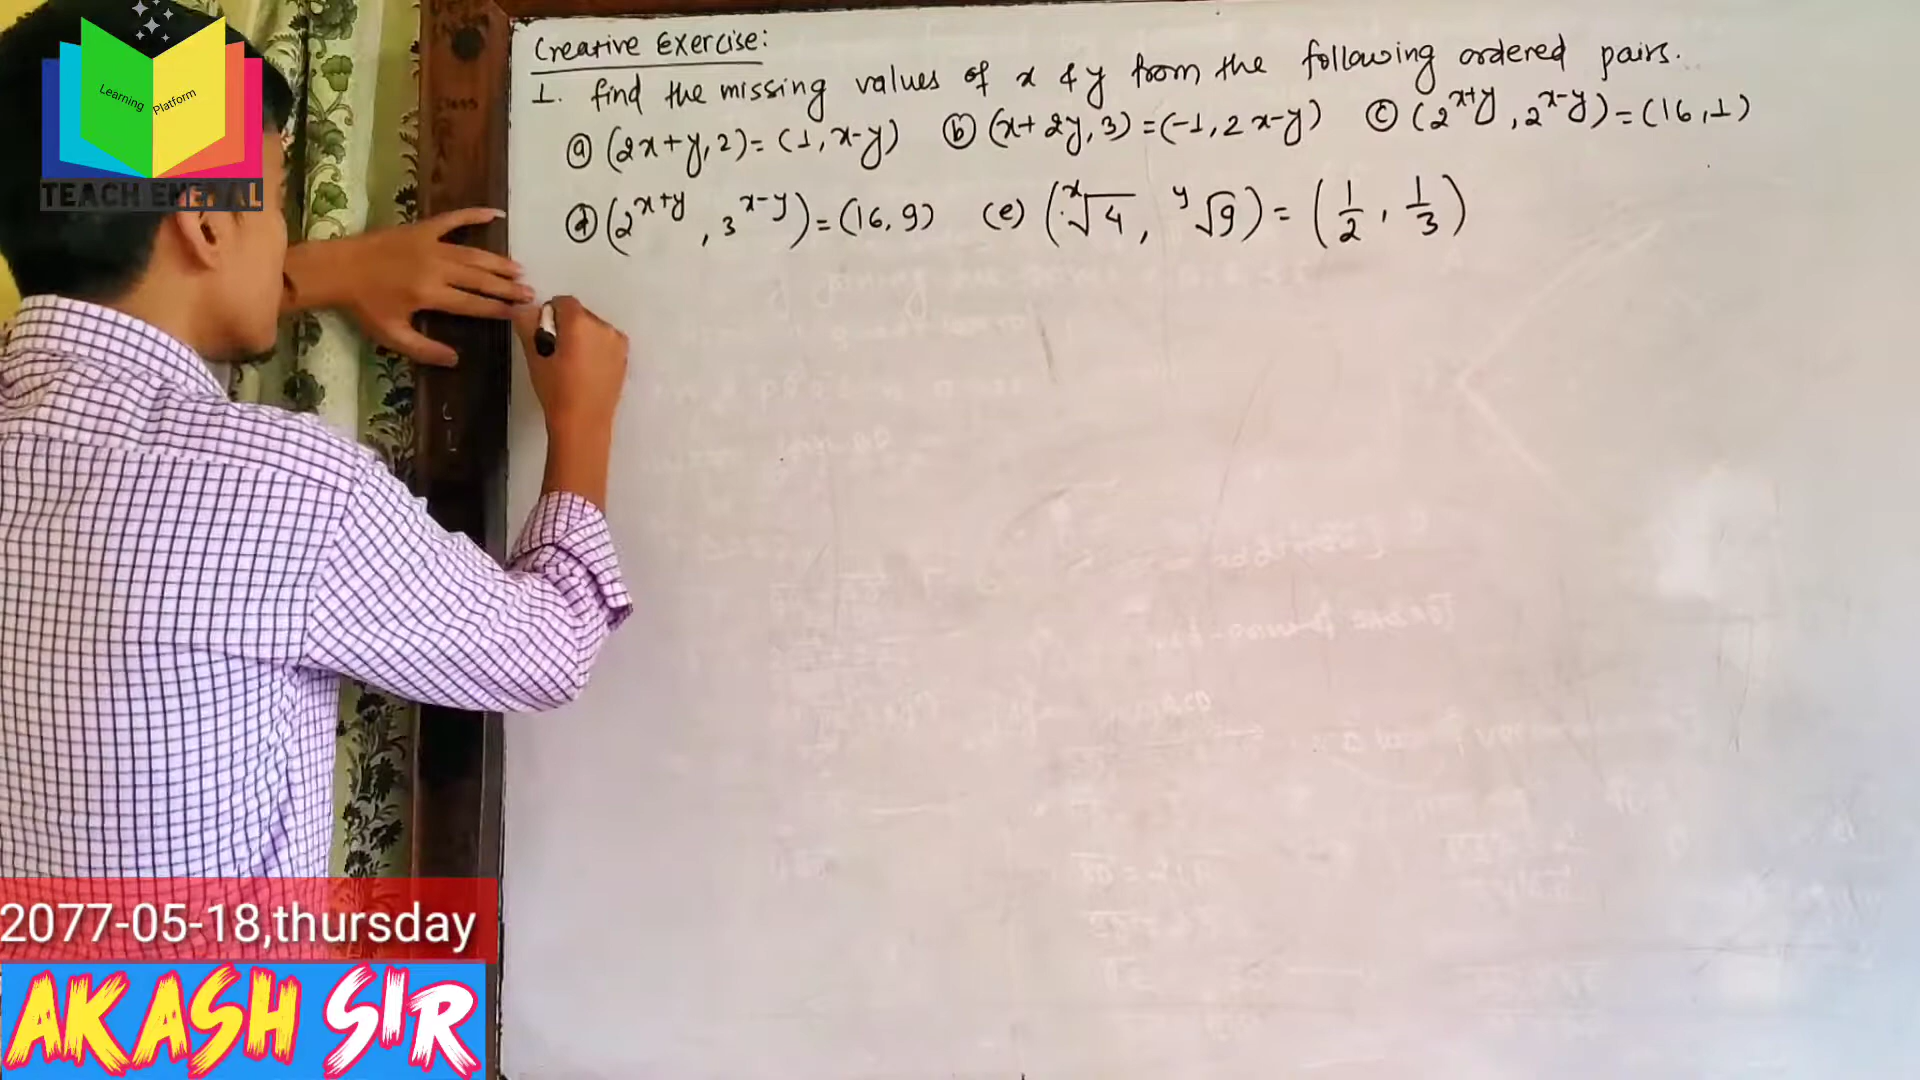 Creative Exercise:
1. find the missing values of x & y from the following ordered pairs.
ⓐ (2x+y, 2) = (1, x-y) ⓑ (x+2y, 3) = (-1, 2x-y) ⓒ (2^{x+y}, 2^{x-y}) = (16, 1)
ⓓ (2^{x+y}, 3^{x-y}) = (16, 9) (e) (ˣ√4, ʸ√9) = (1/2, 1/3)
Learning Platform
TEACH ENEPAL
2077-05-18,thursday
AKASH SIR